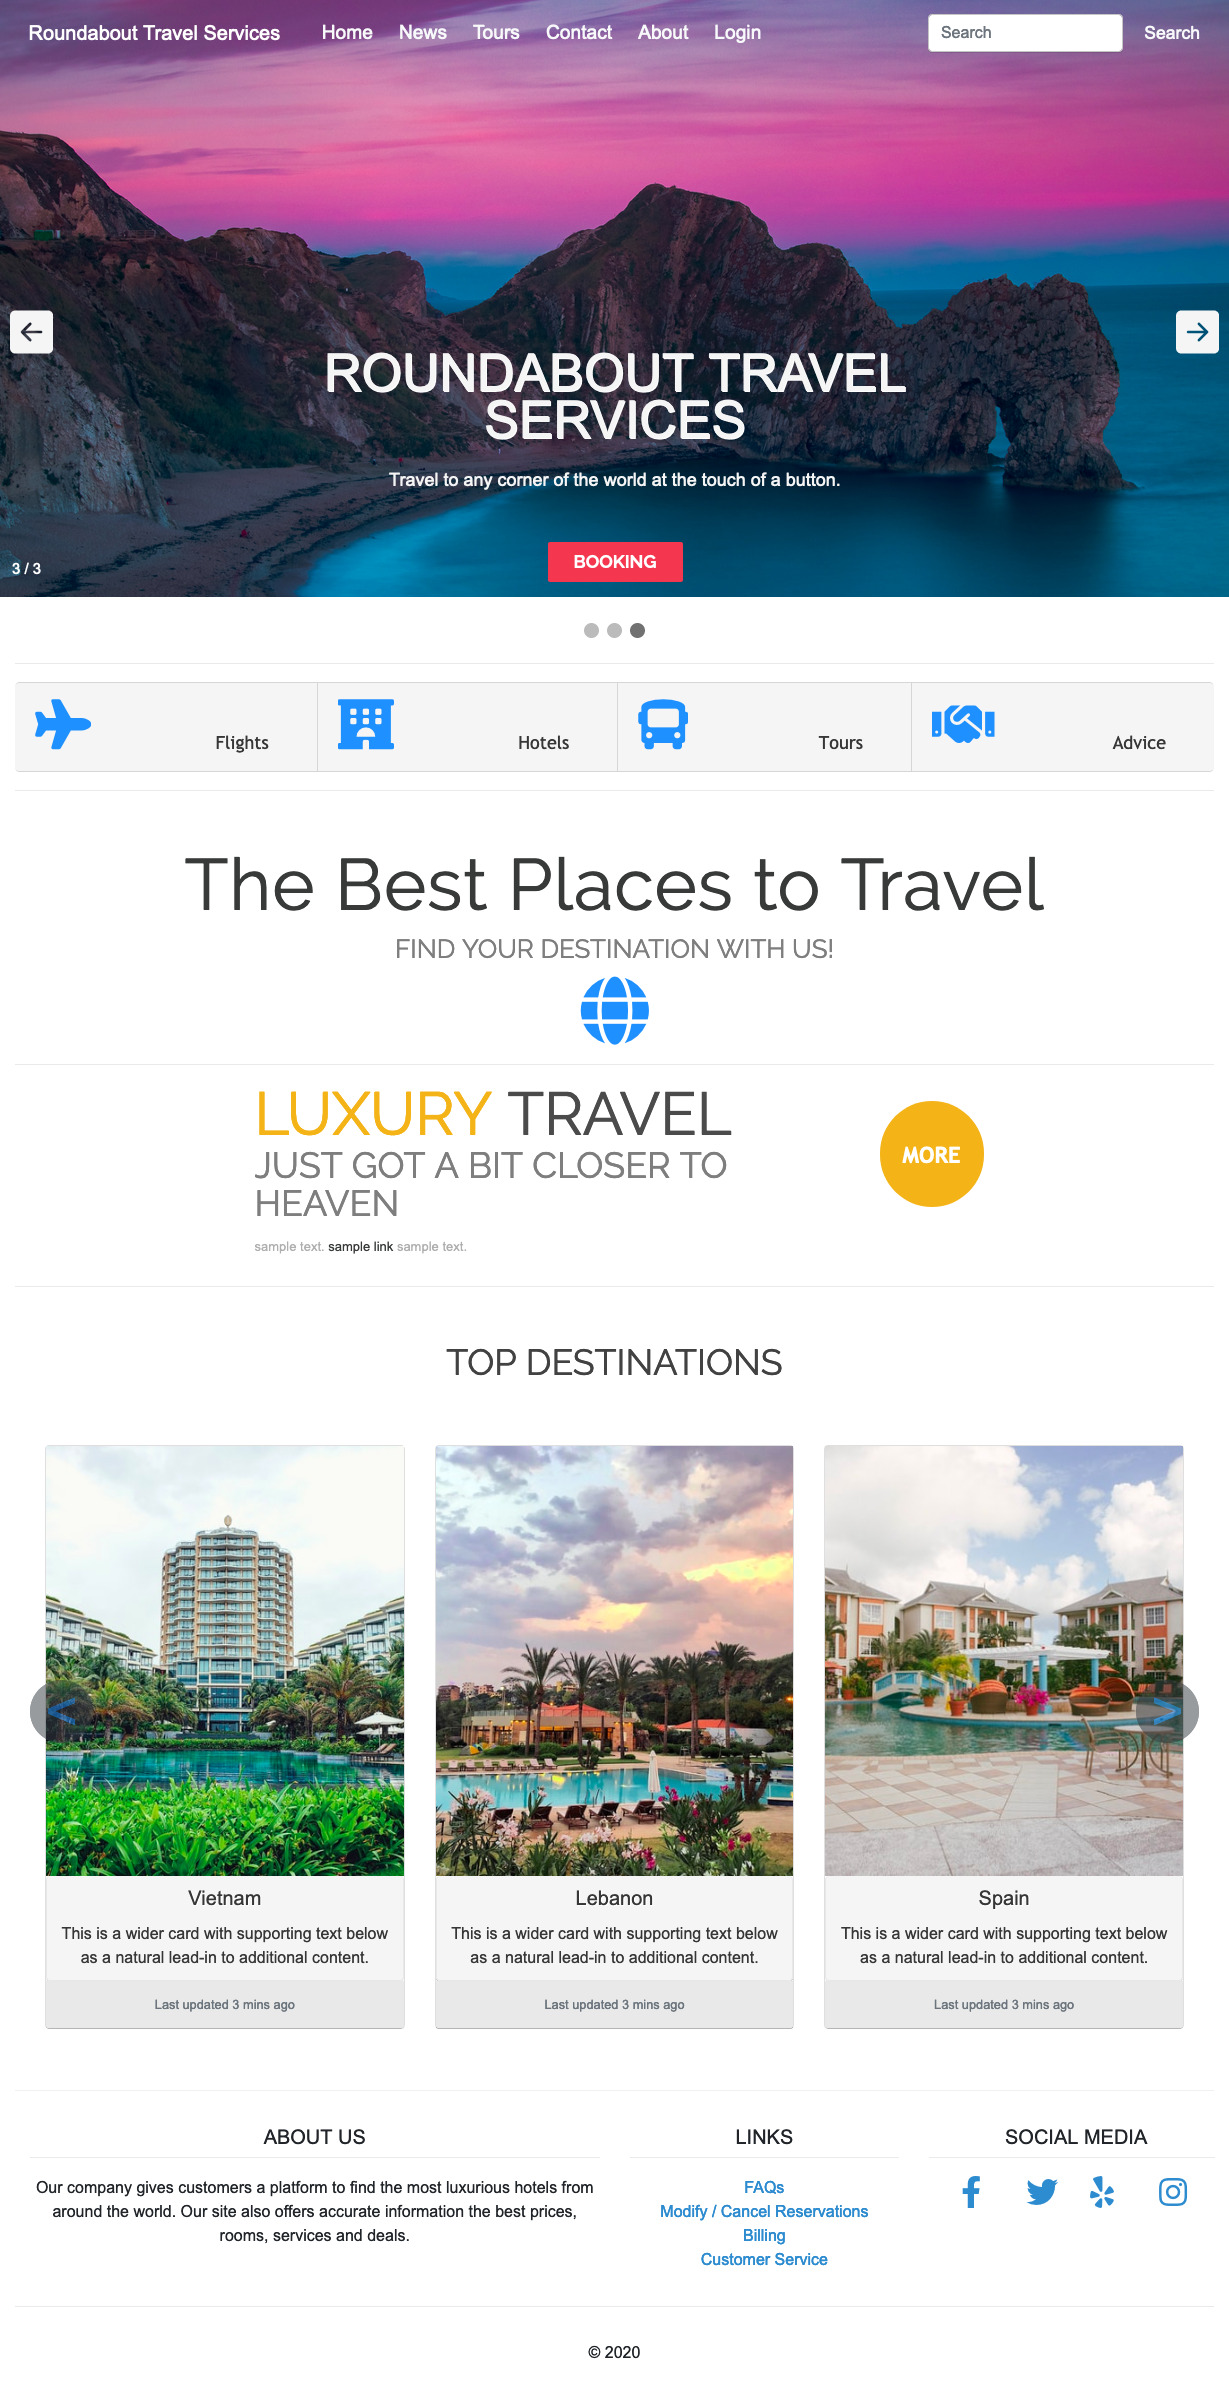 Roundabout Travel Services Home News Tours Contact About Login Search Search
ROUNDABOUT TRAVEL
SERVICES
Travel to any corner of the world at the touch of a button.
BOOKING
3 / 3
Flights Hotels Tours Advice
The Best Places to Travel
FIND YOUR DESTINATION WITH US!
LUXURY TRAVEL
JUST GOT A BIT CLOSER TO
HEAVEN
sample text. sample link sample text.
MORE
TOP DESTINATIONS
<
>
Vietnam
This is a wider card with supporting text below
as a natural lead-in to additional content.
Last updated 3 mins ago
Lebanon
This is a wider card with supporting text below
as a natural lead-in to additional content.
Last updated 3 mins ago
Spain
This is a wider card with supporting text below
as a natural lead-in to additional content.
Last updated 3 mins ago
ABOUT US
Our company gives customers a platform to find the most luxurious hotels from
around the world. Our site also offers accurate information the best prices,
rooms, services and deals.
LINKS
FAQs
Modify / Cancel Reservations
Billing
Customer Service
SOCIAL MEDIA
© 2020